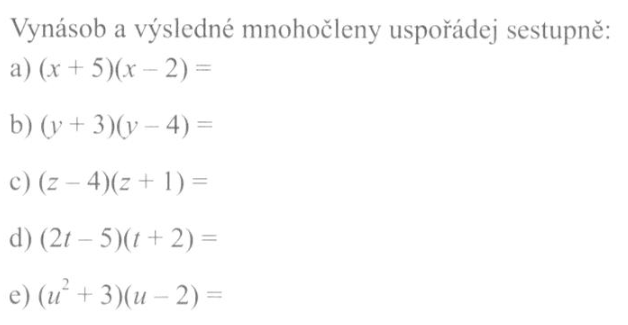 Vynásob a výsledné mnohočleny uspořádej sestupně:
a) (x + 5)(x – 2) =
b) (y + 3)(y – 4) =
c) (z – 4)(z + 1) =
d) (2t – 5)(t + 2) =
e) (u² + 3)(u – 2) =